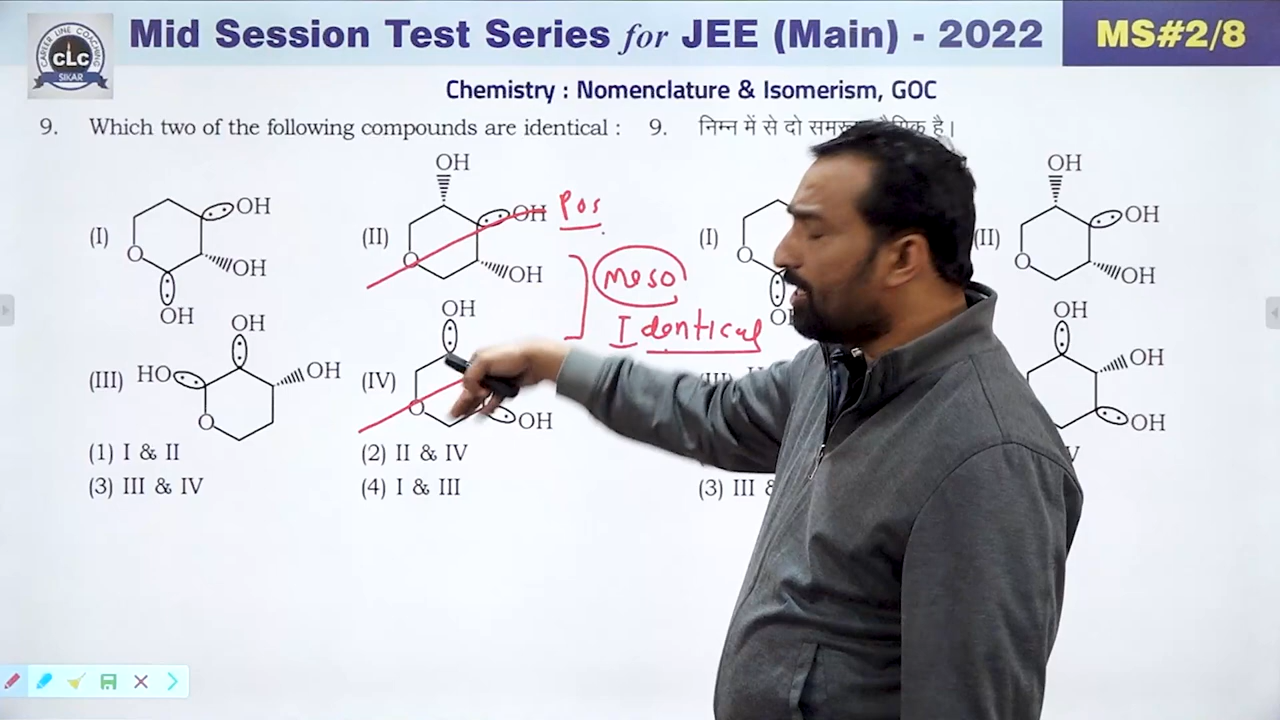 Mid Session Test Series for JEE (Main) - 2022
MS#2/8
CAREER LINE COACHING
CLC
SIKAR
Chemistry : Nomenclature & Isomerism, GOC
9. Which two of the following compounds are identical :
(I) O OH OH OH
(II) OH O OH OH
Pos
Meso
Identical
(III) HO OH OH O
(IV) OH O OH
(1) I & II
(2) II & IV
(3) III & IV
(4) I & III
9. निम्न में से दो है।
(I) O
(II) OH O OH OH
OH OH OH
(3) III